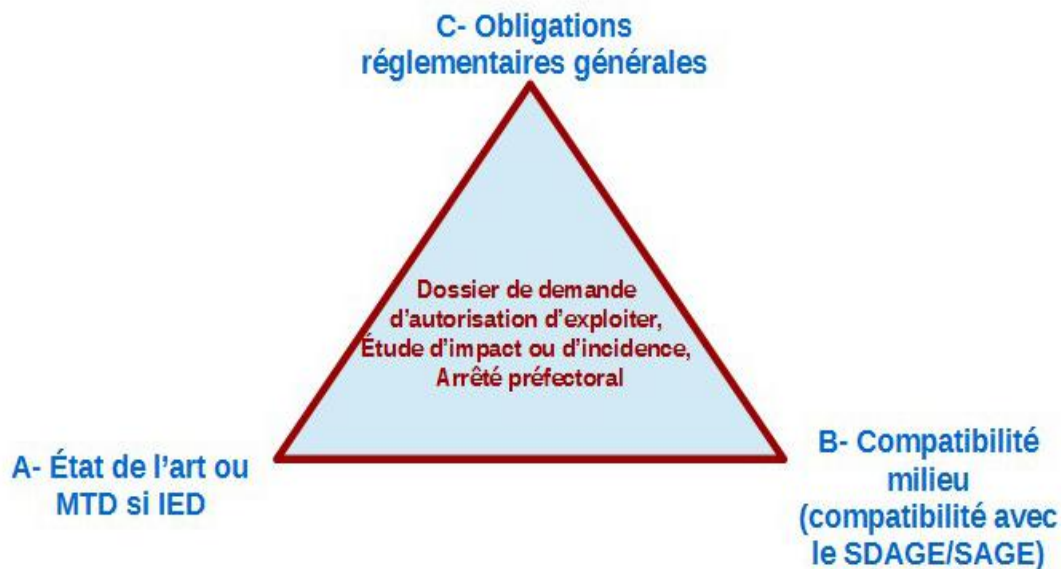 C- Obligations
réglementaires générales
Dossier de demande
d'autorisation d'exploiter,
Étude d'impact ou d'incidence,
Arrêté préfectoral
A- État de l'art ou
MTD si IED
B- Compatibilité
milieu
(compatibilité avec
le SDAGE/SAGE)